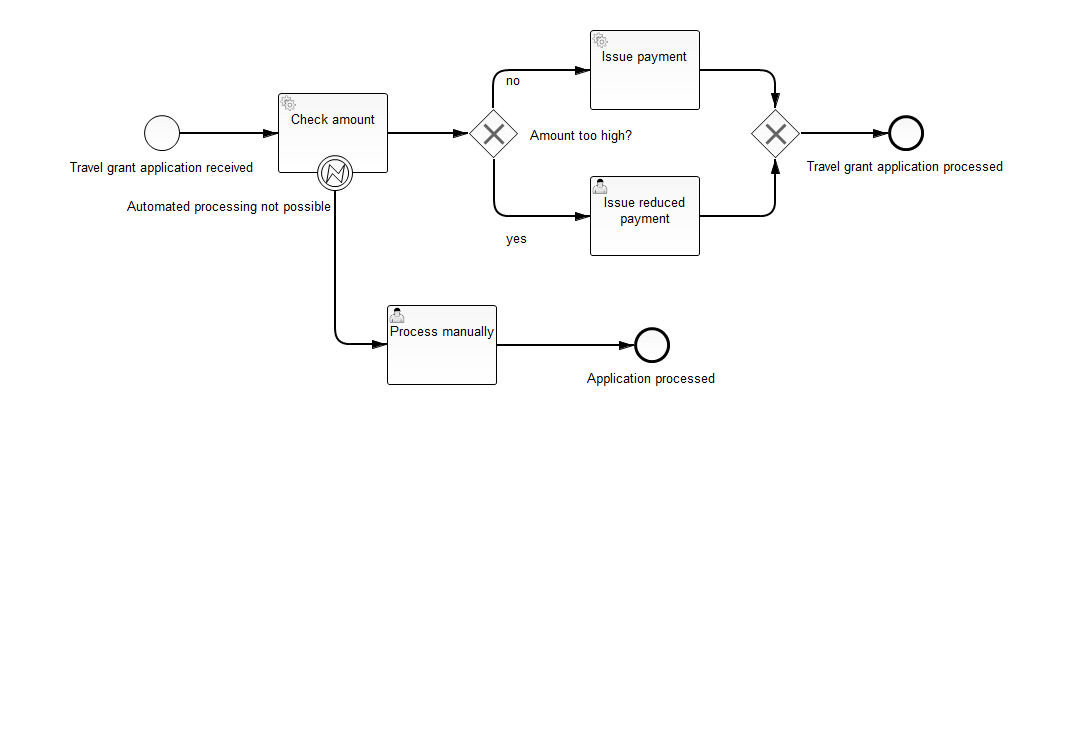 Issue payment
no
Check amount
Amount too high?
Travel grant application received
Travel grant application processed
Automated processing not possible
Issue reduced
payment
yes
Process manually
Application processed